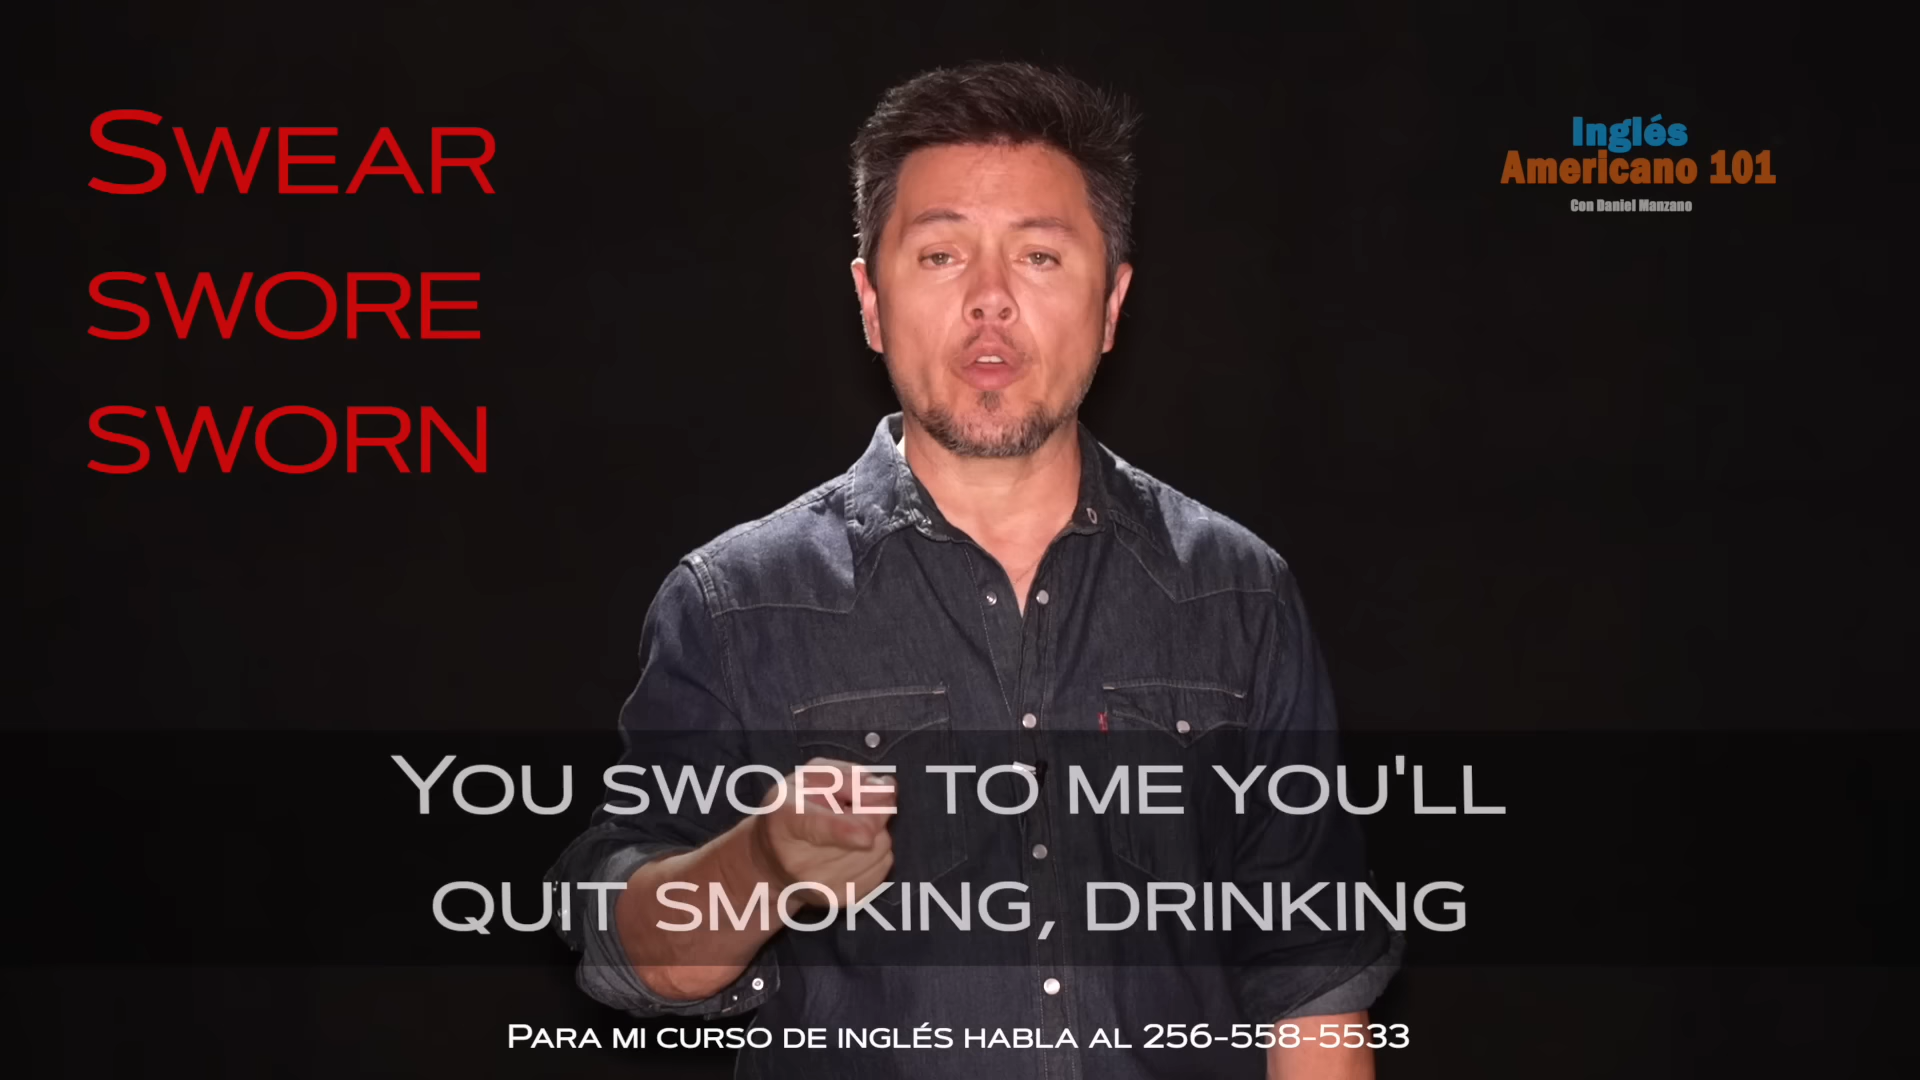 Swear
swore
sworn
Inglés
Americano 101
Con Daniel Manzano
You swore to me you'll
quit smoking, drinking
Para mi curso de inglés habla al 256-558-5533